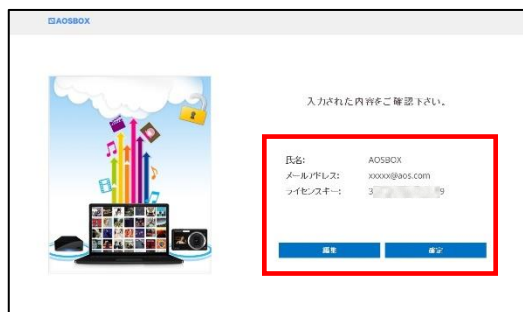 AOSBOX
入力された内容をご確認下さい。
氏名: AOSBOX
メールアドレス: xxxxx@aos.com
ライセンスキー: 3 9
編集 確定